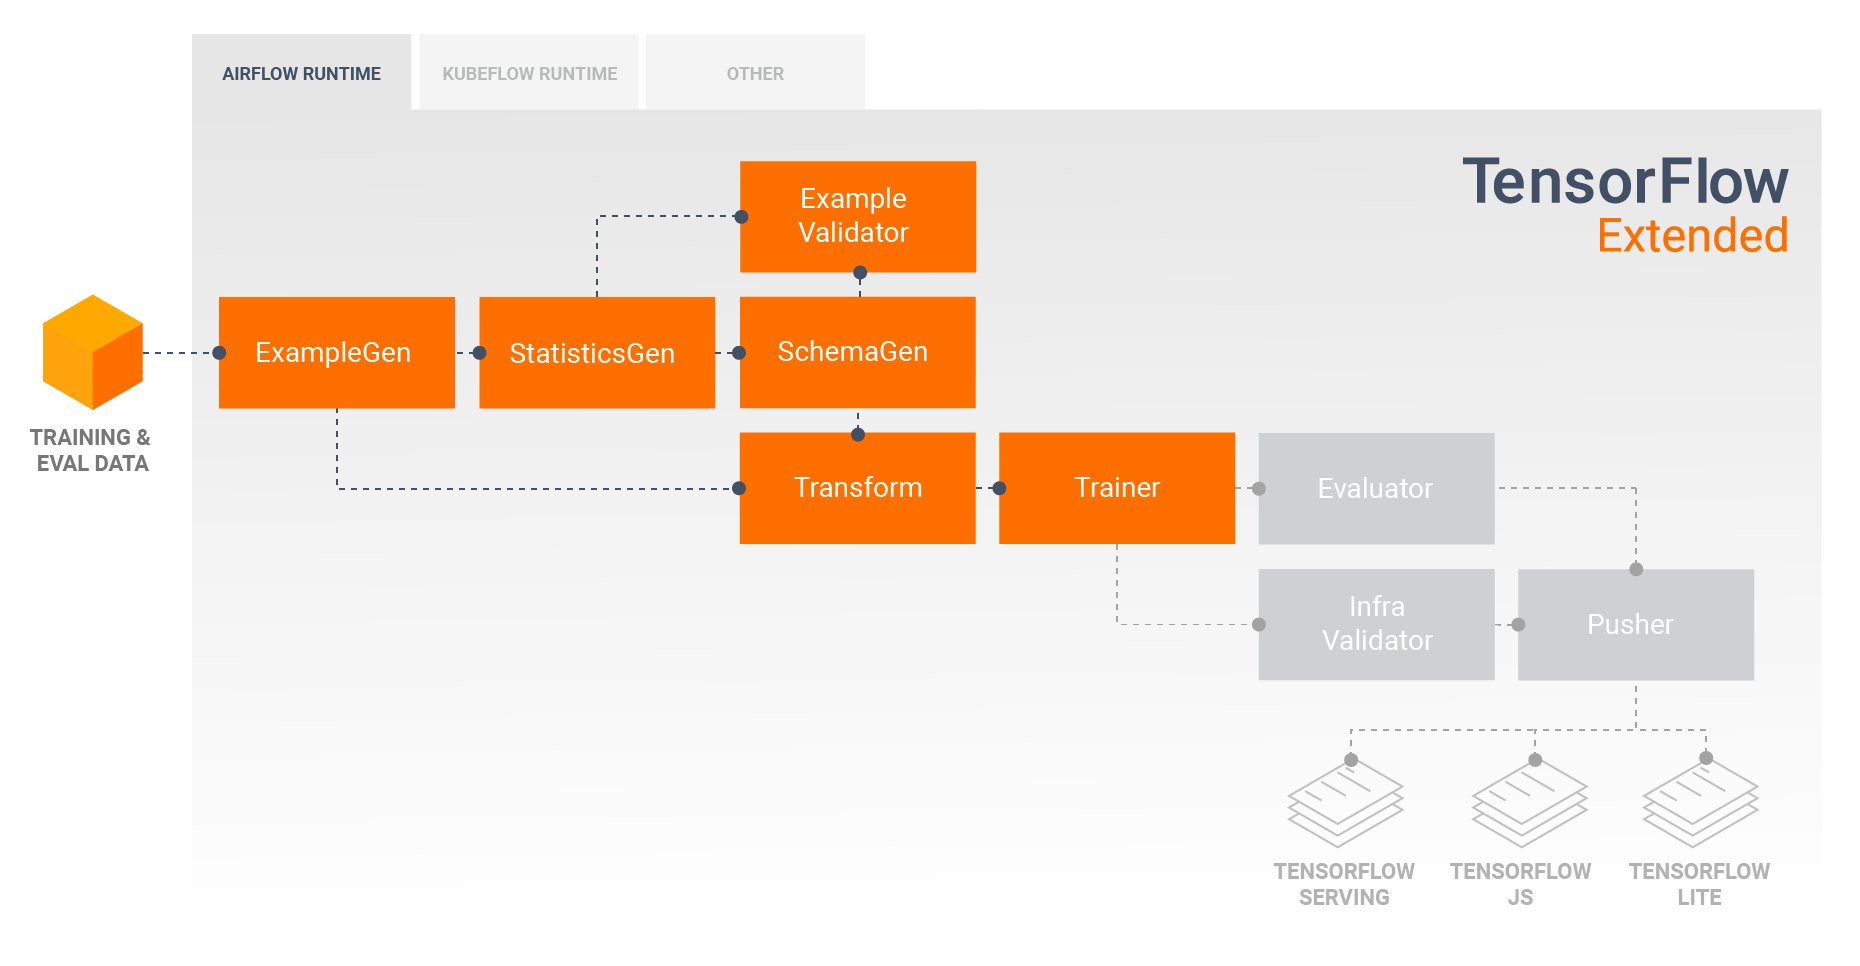 AIRFLOW RUNTIME
KUBEFLOW RUNTIME
OTHER
TensorFlow
Extended
Example
Validator
ExampleGen
StatisticsGen
SchemaGen
TRAINING &
EVAL DATA
Transform
Trainer
Evaluator
Infra
Validator
Pusher
TENSORFLOW
SERVING
TENSORFLOW
JS
TENSORFLOW
LITE